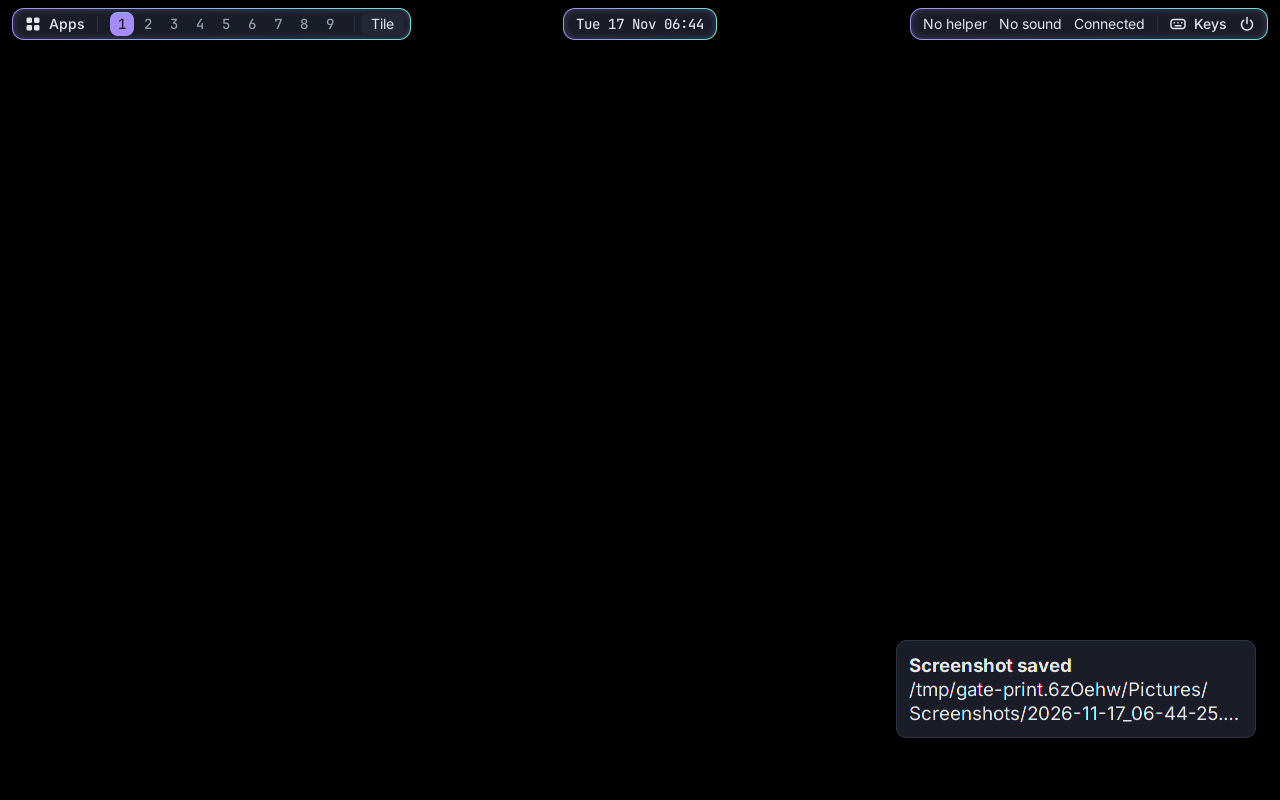 Apps 1 2 3 4 5 6 7 8 9 Tile
Tue 17 Nov 06:44
No helper No sound Connected Keys
Screenshot saved
/tmp/gate-print.6zOehw/Pictures/
Screenshots/2026-11-17_06-44-25....